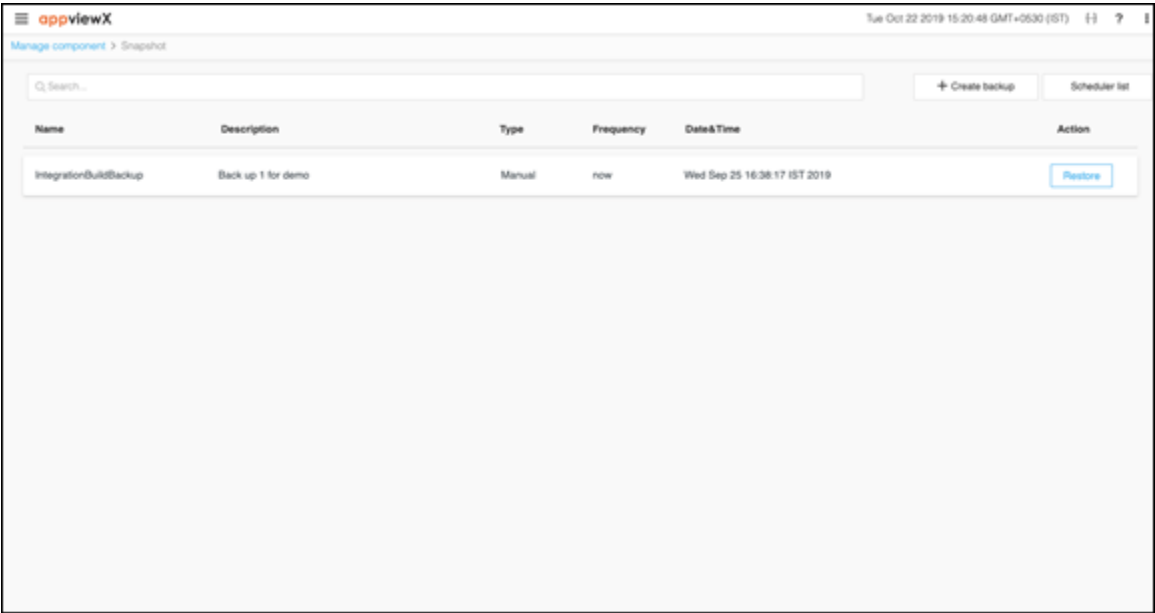 appviewX Tue Oct 22 2019 15:20:48 GMT+0530 (IST) ?
Manage component > Snapshot
Search... + Create backup Scheduler list
Name Description Type Frequency Date&Time Action
IntegrationBuildBackup Back up 1 for demo Manual now Wed Sep 25 16:38:17 IST 2019 Restore